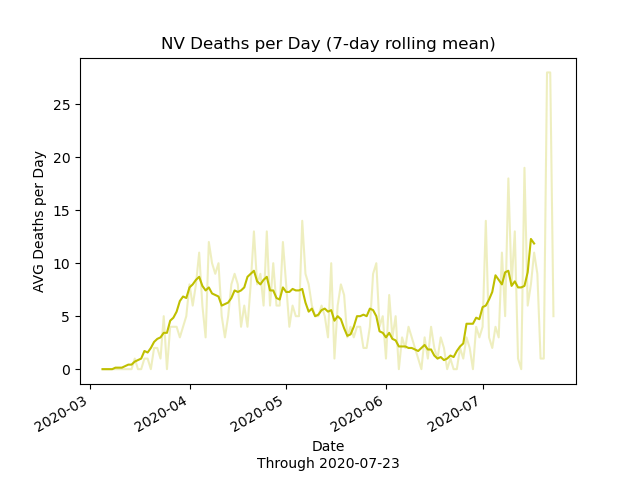 NV Deaths per Day (7-day rolling mean)
AVG Deaths per Day
25
20
15
10
5
0
2020-03
2020-04
2020-05
2020-06
2020-07
Date
Through 2020-07-23